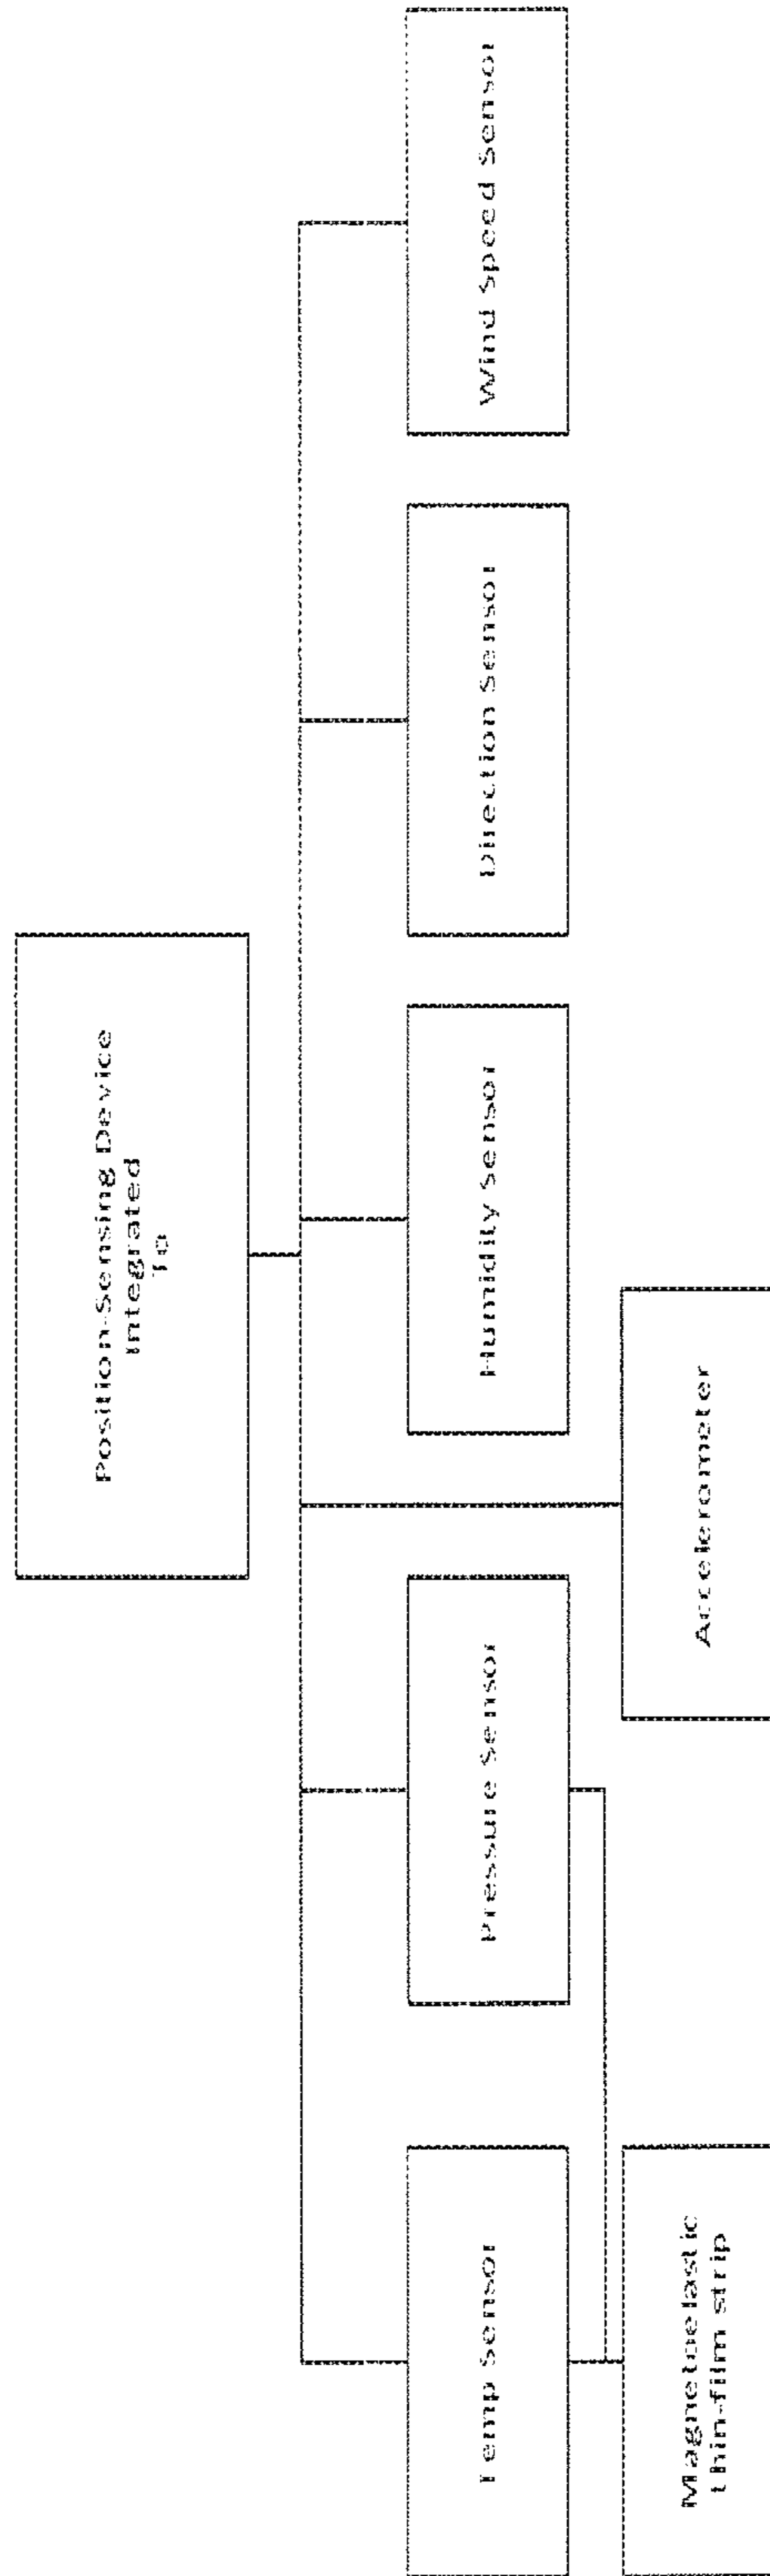 Position-Sensing Device
Integrated
To
Temp Sensor
Pressure Sensor
Humidity Sensor
Direction Sensor
Wind Speed Sensor
Magnetoelastic
thin-film strip
Accelerometer